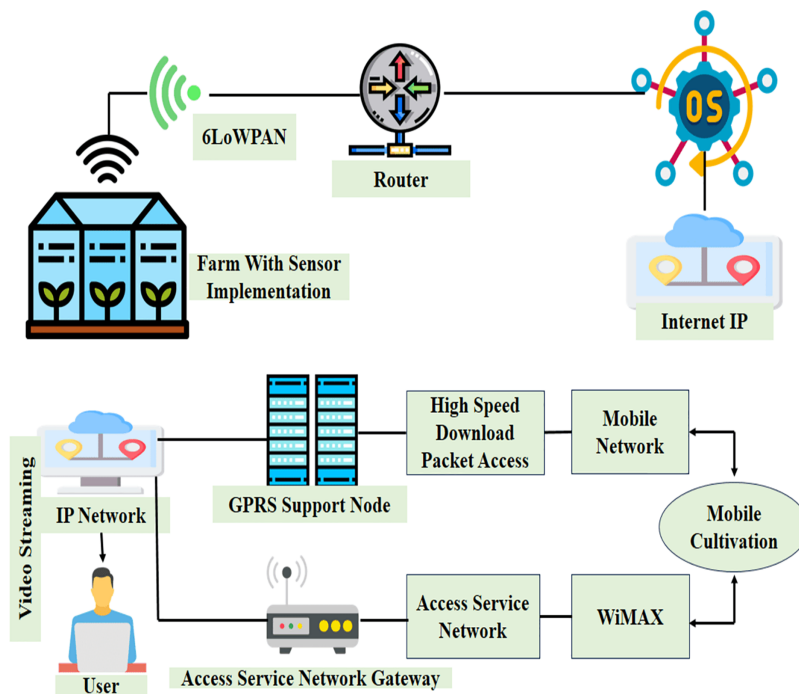 6LoWPAN
Router
OS
Farm With Sensor
Implementation
Internet IP
Video Streaming
IP Network
User
GPRS Support Node
High Speed
Download
Packet Access
Mobile
Network
Mobile
Cultivation
Access Service Network Gateway
Access Service
Network
WiMAX